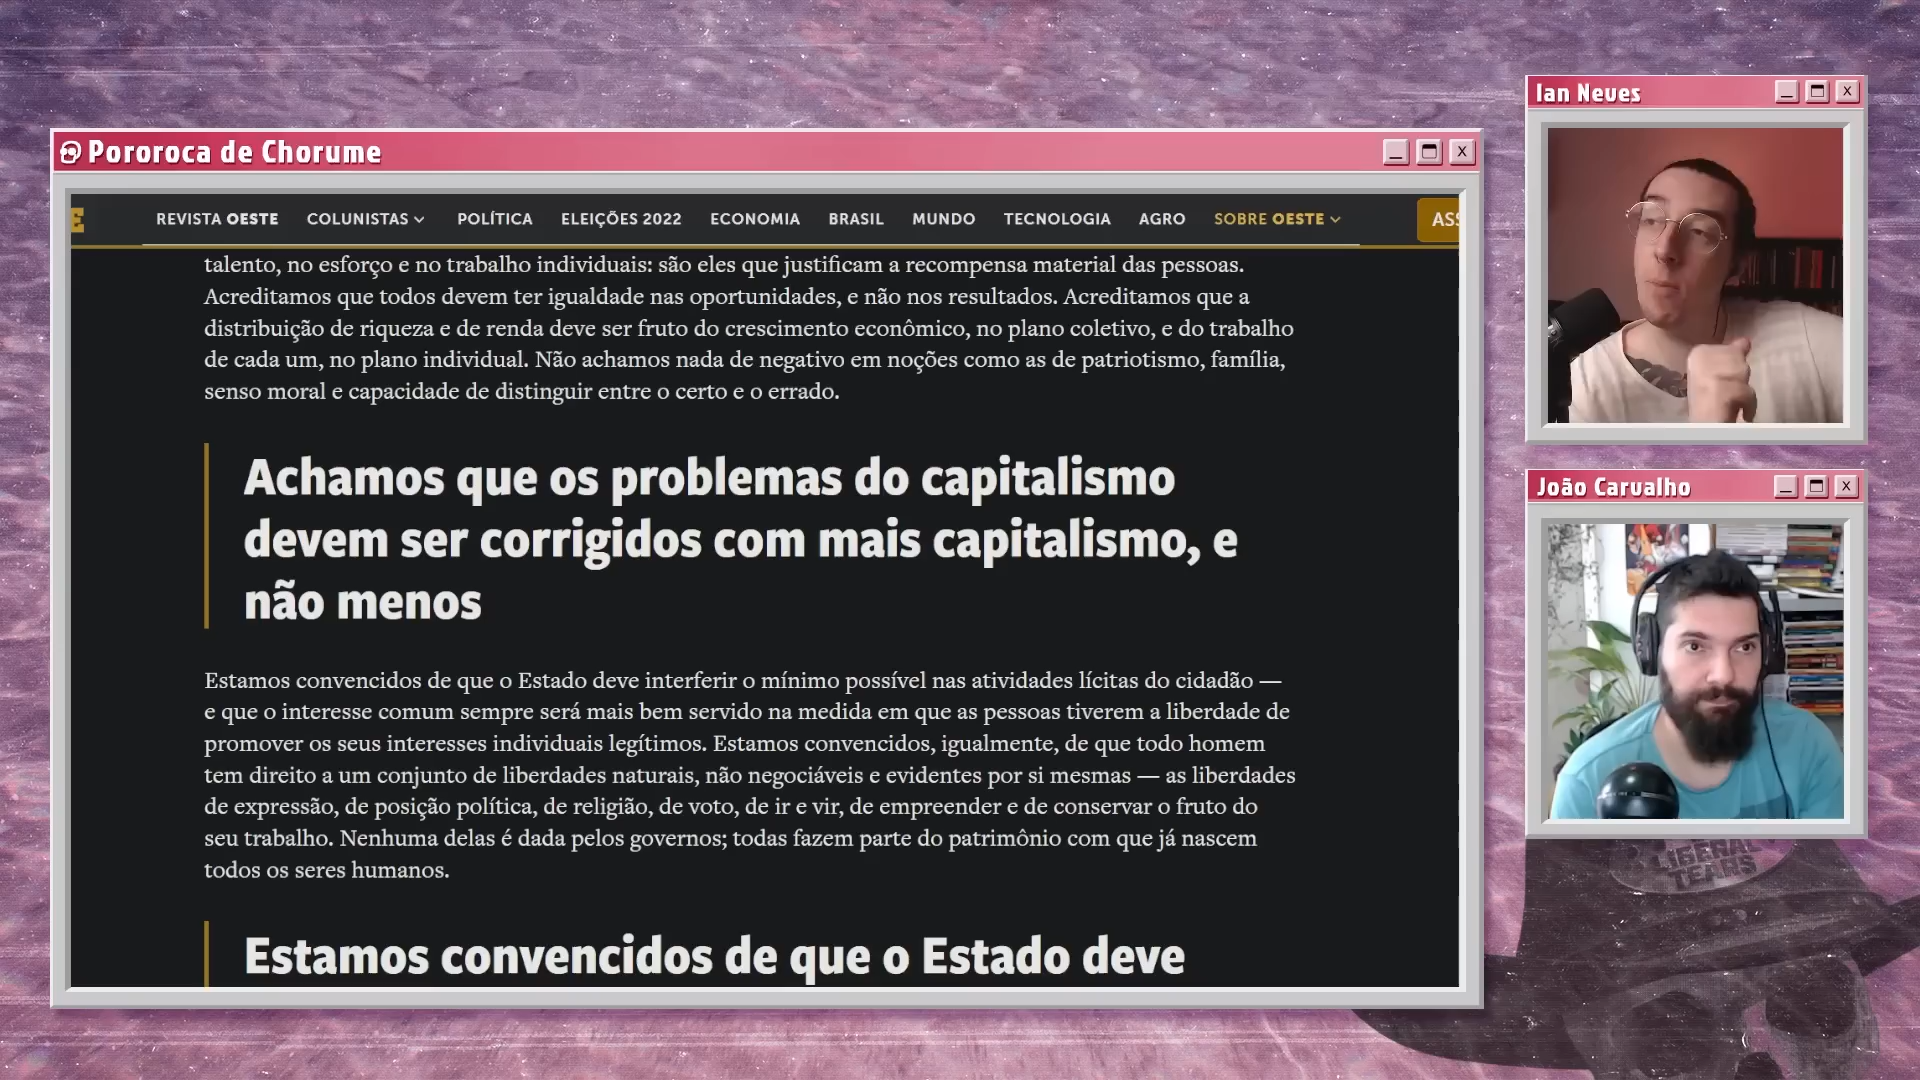 Pororoca de Chorume
E
REVISTA OESTE COLUNISTAS POLÍTICA ELEIÇÕES 2022 ECONOMIA BRASIL MUNDO TECNOLOGIA AGRO SOBRE OESTE ASS
talento, no esforço e no trabalho individuais: são eles que justificam a recompensa material das pessoas.
Acreditamos que todos devem ter igualdade nas oportunidades, e não nos resultados. Acreditamos que a
distribuição de riqueza e de renda deve ser fruto do crescimento econômico, no plano coletivo, e do trabalho
de cada um, no plano individual. Não achamos nada de negativo em noções como as de patriotismo, família,
senso moral e capacidade de distinguir entre o certo e o errado.
Achamos que os problemas do capitalismo
devem ser corrigidos com mais capitalismo, e
não menos
Estamos convencidos de que o Estado deve interferir o mínimo possível nas atividades lícitas do cidadão —
e que o interesse comum sempre será mais bem servido na medida em que as pessoas tiverem a liberdade de
promover os seus interesses individuais legítimos. Estamos convencidos, igualmente, de que todo homem
tem direito a um conjunto de liberdades naturais, não negociáveis e evidentes por si mesmas — as liberdades
de expressão, de posição política, de religião, de voto, de ir e vir, de empreender e de conservar o fruto do
seu trabalho. Nenhuma delas é dada pelos governos; todas fazem parte do patrimônio com que já nascem
todos os seres humanos.
Estamos convencidos de que o Estado deve
Ian Neves
João Carvalho
LIBERAL
TEARS